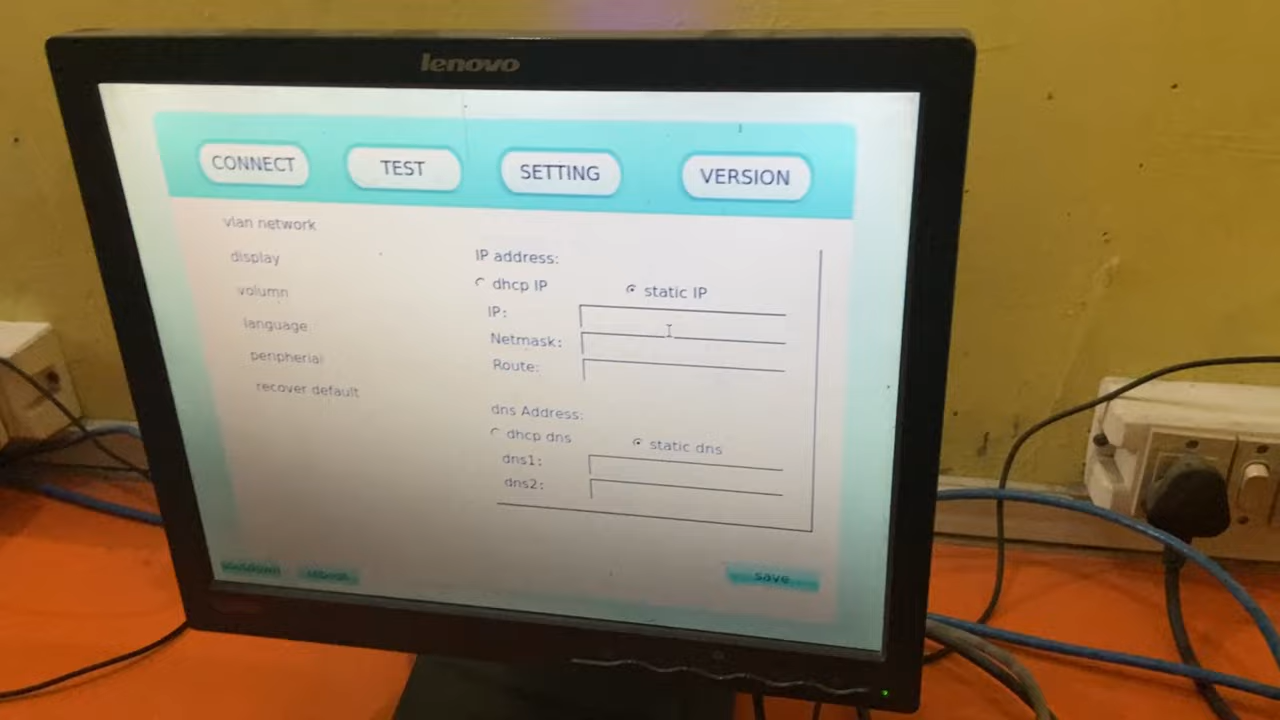 lenovo
CONNECT TEST SETTING VERSION
vlan network
display
volumn
language
peripherial
recover default
IP address:
dhcp IP static IP
IP:
Netmask:
Route:
dns Address:
dhcp dns static dns
dns1:
dns2:
save